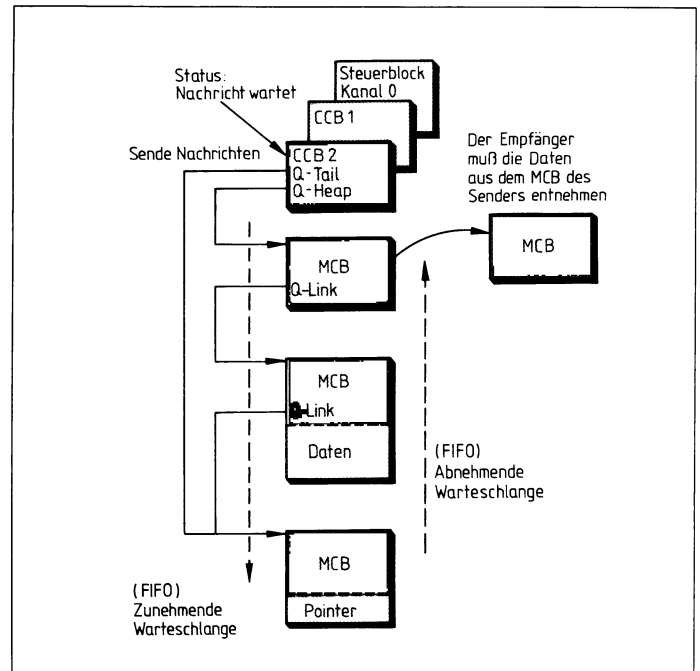 Status:
Nachricht wartet
Steuerblock
Kanal 0
CCB 1
Sende Nachrichten
CCB 2
Q-Tail
Q-Heap
Der Empfänger
muß die Daten
aus dem MCB des
Senders entnehmen
MCB
Q-Link
MCB
MCB
Q-Link
Daten
(FIFO)
Abnehmende
Warteschlange
MCB
Pointer
(FIFO)
Zunehmende
Warteschlange